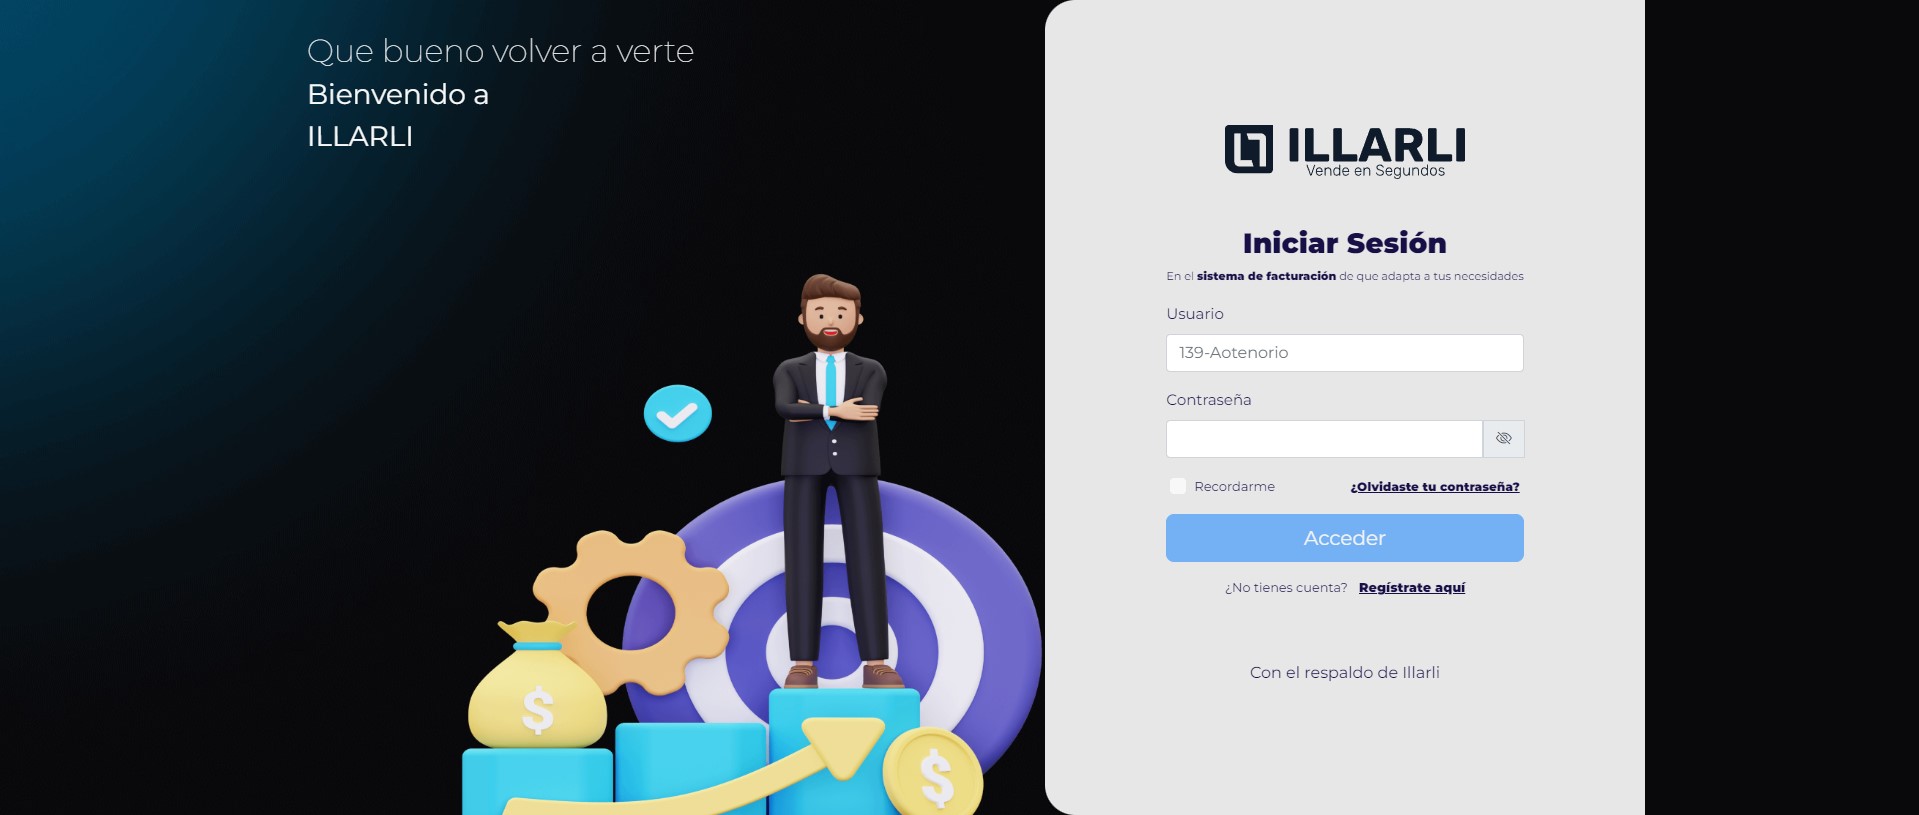 Que bueno volver a verte
Bienvenido a
ILLARLI
ILLARLI
Vende en Segundos
Iniciar Sesión
En el sistema de facturación de que adapta a tus necesidades
Usuario
139-Aotenorio
Contraseña
Recordarme ¿Olvidaste tu contraseña?
Acceder
¿No tienes cuenta? Regístrate aquí
Con el respaldo de Illarli
$
$